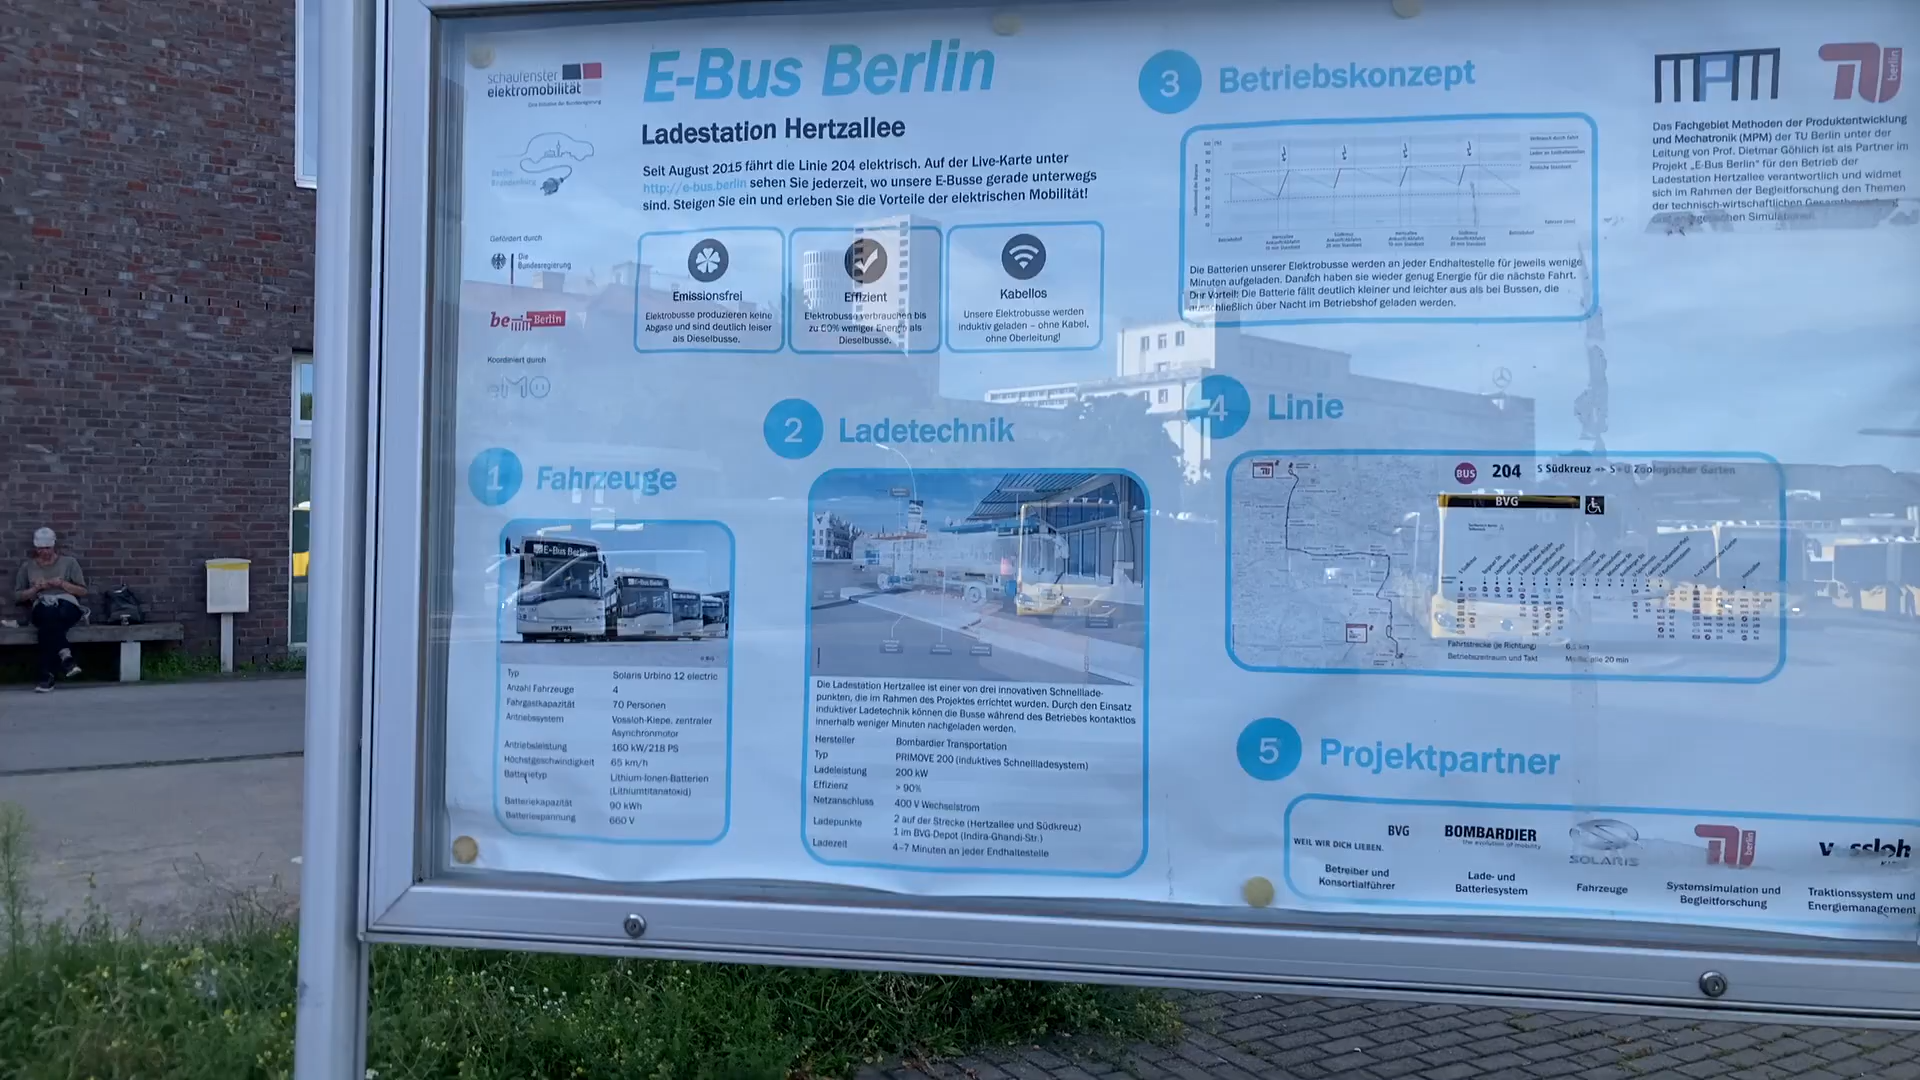 schaufenster
elektromobilität
Eine Initiative der Bundesregierung
Berlin-
Brandenburg
Gefördert durch
Die
Bundesregierung
be Berlin
Koordiniert durch
eMO
E-Bus Berlin
Ladestation Hertzallee
Seit August 2015 fährt die Linie 204 elektrisch. Auf der Live-Karte unter
http://e-bus.berlin sehen Sie jederzeit, wo unsere E-Busse gerade unterwegs
sind. Steigen Sie ein und erleben Sie die Vorteile der elektrischen Mobilität!
Emissionsfrei
Elektrobusse produzieren keine
Abgase und sind deutlich leiser
als Dieselbusse.
Effizient
Elektrobusse verbrauchen bis
zu 60% weniger Energie als
Dieselbusse.
Kabellos
Unsere Elektrobusse werden
induktiv geladen – ohne Kabel,
ohne Oberleitung!
1 Fahrzeuge
E-Bus Berlin
Typ Solaris Urbino 12 electric
Anzahl Fahrzeuge 4
Fahrgastkapazität 70 Personen
Antriebssystem Vossloh-Kiepe, zentraler
Asynchronmotor
Antriebsleistung 160 kW/218 PS
Höchstgeschwindigkeit 65 km/h
Batterietyp Lithium-Ionen-Batterien
(Lithiumtitanatoxid)
Batteriekapazität 90 kWh
Batteriespannung 660 V
2 Ladetechnik
Die Ladestation Hertzallee ist einer von drei innovativen Schnelllade-
punkten, die im Rahmen des Projektes errichtet wurden. Durch den Einsatz
induktiver Ladetechnik können die Busse während des Betriebes kontaktlos
innerhalb weniger Minuten nachgeladen werden.
Hersteller Bombardier Transportation
Typ PRIMOVE 200 (induktives Schnellladesystem)
Ladeleistung 200 kW
Effizienz > 90%
Netzanschluss 400 V Wechselstrom
Ladepunkte 2 auf der Strecke (Hertzallee und Südkreuz)
1 im BVG-Depot (Indira-Ghandi-Str.)
Ladezeit 4–7 Minuten an jeder Endhaltestelle
3 Betriebskonzept
Die Batterien unserer Elektrobusse werden an jeder Endhaltestelle für jeweils wenige
Minuten aufgeladen. Danach haben sie wieder genug Energie für die nächste Fahrt.
Der Vorteil: Die Batterie fällt deutlich kleiner und leichter aus als bei Bussen, die
ausschließlich über Nacht im Betriebshof geladen werden.
4 Linie
BUS 204 S Südkreuz S+U Zoologischer Garten
BVG
Fahrtstrecke (je Richtung)
Betriebszeitraum und Takt alle 20 min
5 Projektpartner
BVG
WEIL WIR DICH LIEBEN.
Betreiber und
Konsortialführer
BOMBARDIER
the evolution of mobility
Lade- und
Batteriesystem
SOLARIS
Fahrzeuge
TU berlin
Systemsimulation und
Begleitforschung
vossloh
Traktionssystem und
Energiemanagement
MPM TU berlin
Das Fachgebiet Methoden der Produktentwicklung
und Mechatronik (MPM) der TU Berlin unter der
Leitung von Prof. Dietmar Göhlich ist als Partner im
Projekt „E-Bus Berlin“ für den Betrieb der
Ladestation Hertzallee verantwortlich und widmet
sich im Rahmen der Begleitforschung den Themen
der technisch-wirtschaftlichen Gesamtbewertung
und energetischen Simulationen.